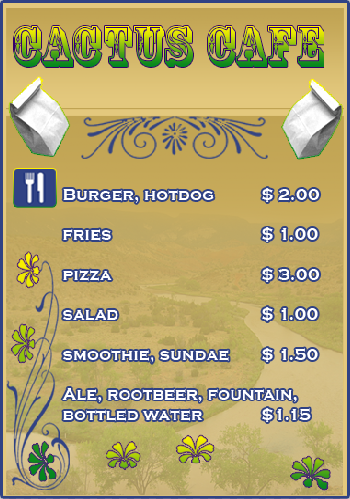 CACTUS CAFE
BURGER, HOTDOG $ 2.00
FRIES $ 1.00
PIZZA $ 3.00
SALAD $ 1.00
SMOOTHIE, SUNDAE $ 1.50
ALE, ROOTBEER, FOUNTAIN,
BOTTLED WATER $1.15